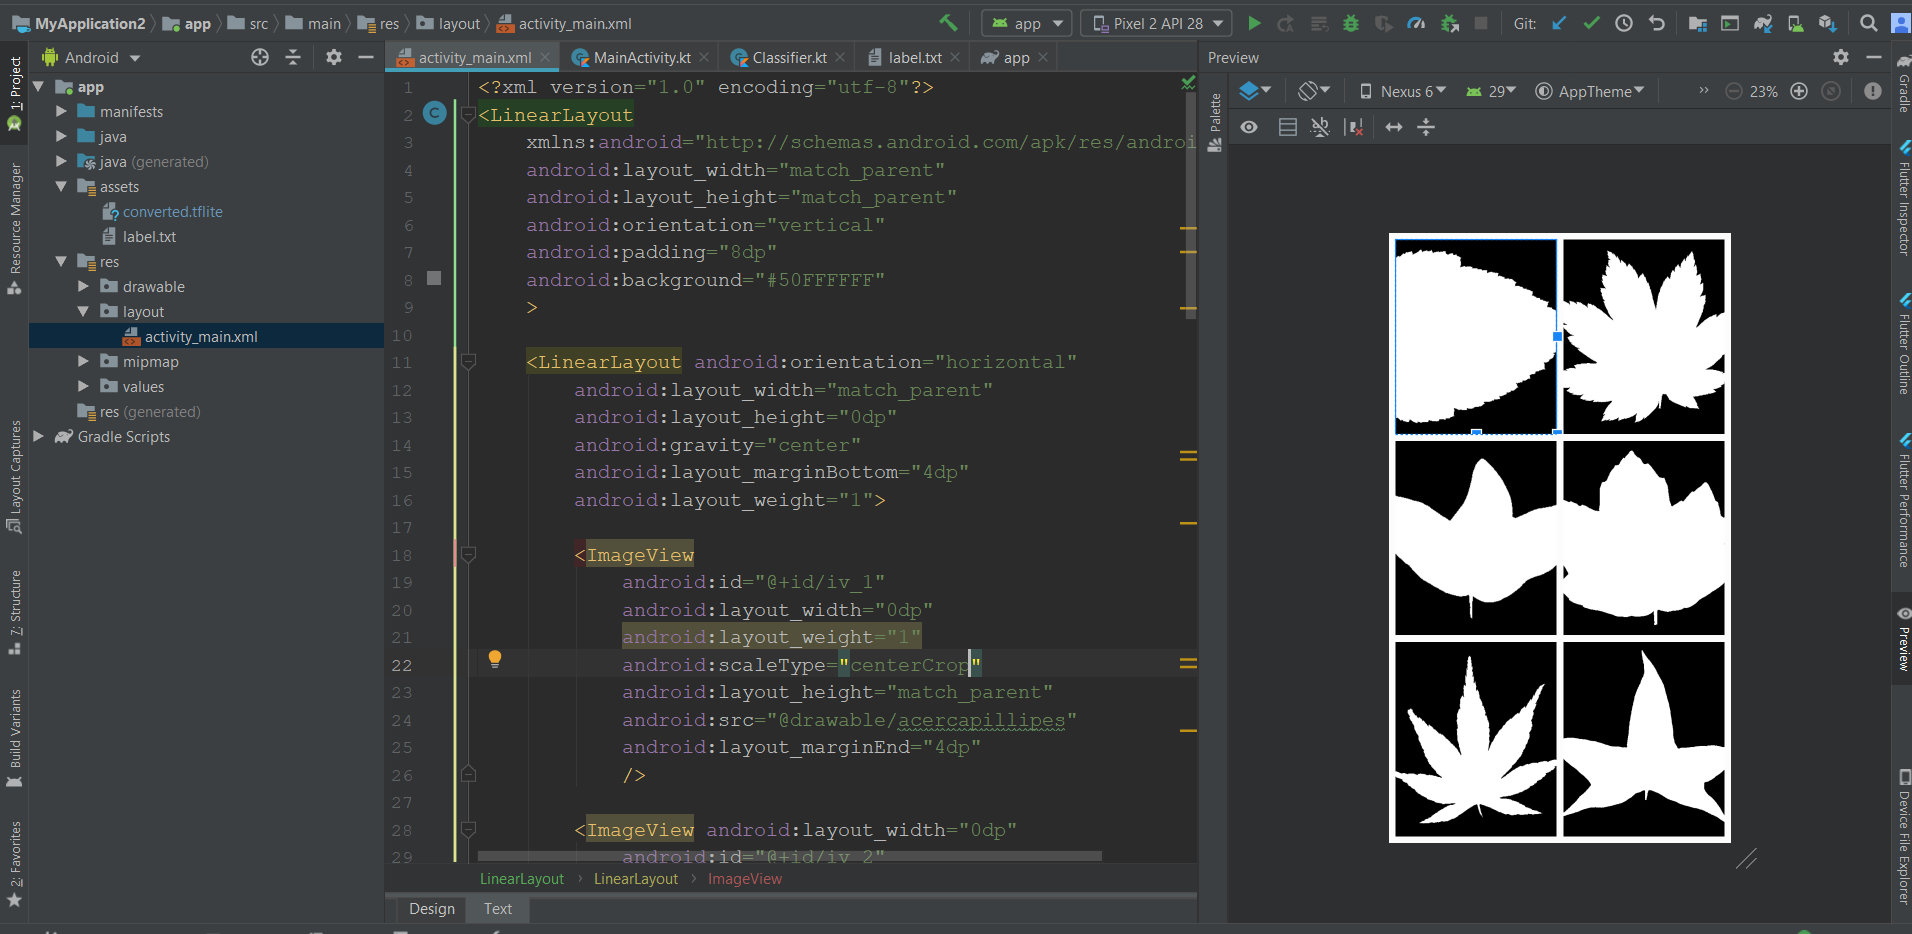 MyApplication2 app src main res layout activity_main.xml
app Pixel 2 API 28 Git:
Android
activity_main.xml MainActivity.kt Classifier.kt label.txt app
Preview
1: Project
Resource Manager
Layout Captures
7: Structure
Build Variants
2: Favorites
app
manifests
java
java (generated)
assets
converted.tflite
label.txt
res
drawable
layout
activity_main.xml
mipmap
values
res (generated)
Gradle Scripts
1 <?xml version="1.0" encoding="utf-8"?>
2 <LinearLayout
3 xmlns:android="http://schemas.android.com/apk/res/androi
4 android:layout_width="match_parent"
5 android:layout_height="match_parent"
6 android:orientation="vertical"
7 android:padding="8dp"
8 android:background="#50FFFFFF"
9 >
10
11 <LinearLayout android:orientation="horizontal"
12 android:layout_width="match_parent"
13 android:layout_height="0dp"
14 android:gravity="center"
15 android:layout_marginBottom="4dp"
16 android:layout_weight="1">
17
18 <ImageView
19 android:id="@+id/iv_1"
20 android:layout_width="0dp"
21 android:layout_weight="1"
22 android:scaleType="centerCrop"
23 android:layout_height="match_parent"
24 android:src="@drawable/acercapillipes"
25 android:layout_marginEnd="4dp"
26 />
27
28 <ImageView android:layout_width="0dp"
29 android:id="@+id/iv_2"
LinearLayout › LinearLayout › ImageView
Design Text
Palette
Nexus 6 29 AppTheme » 23%
Gradle
Flutter Inspector
Flutter Outline
Flutter Performance
Preview
Device File Explorer